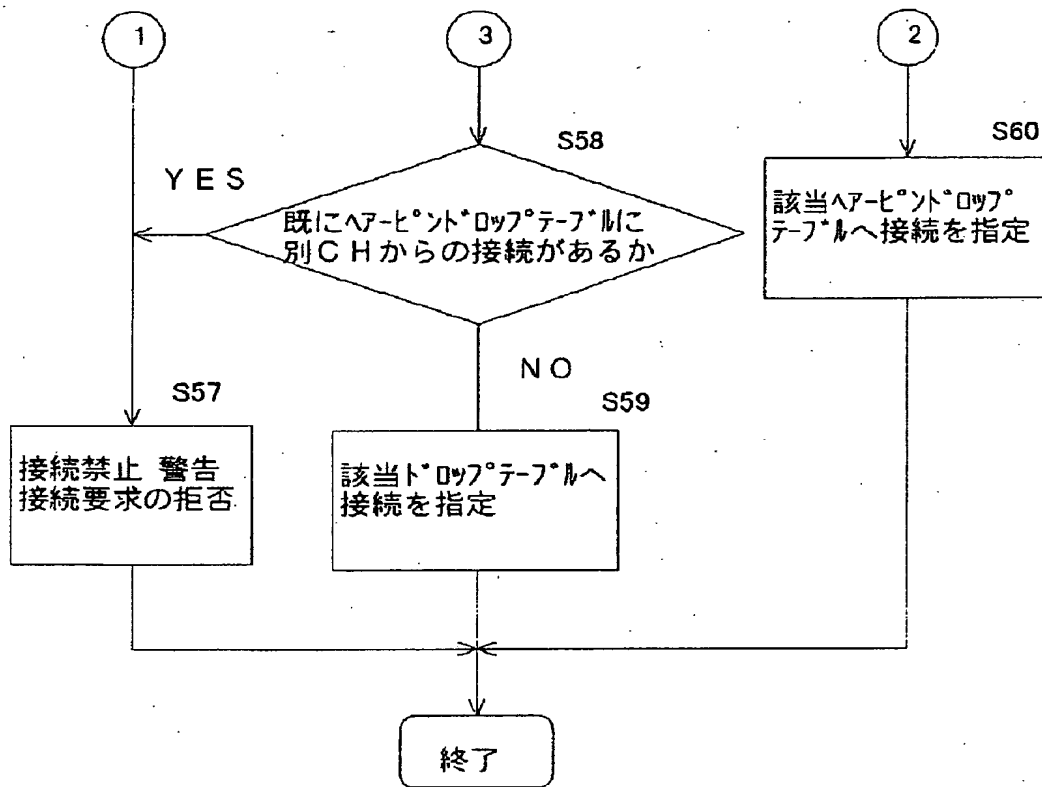 1
3
2
S58
S60
YES
既にﾍｱｰﾋﾟﾝﾄﾞﾛｯﾌﾟﾃｰﾌﾞﾙに
別CHからの接続があるか
該当ﾍｱｰﾋﾟﾝﾄﾞﾛｯﾌﾟ
ﾃｰﾌﾞﾙへ接続を指定
NO
S57
S59
接続禁止 警告
接続要求の拒否
該当ﾄﾞﾛｯﾌﾟﾃｰﾌﾞﾙへ
接続を指定
終了